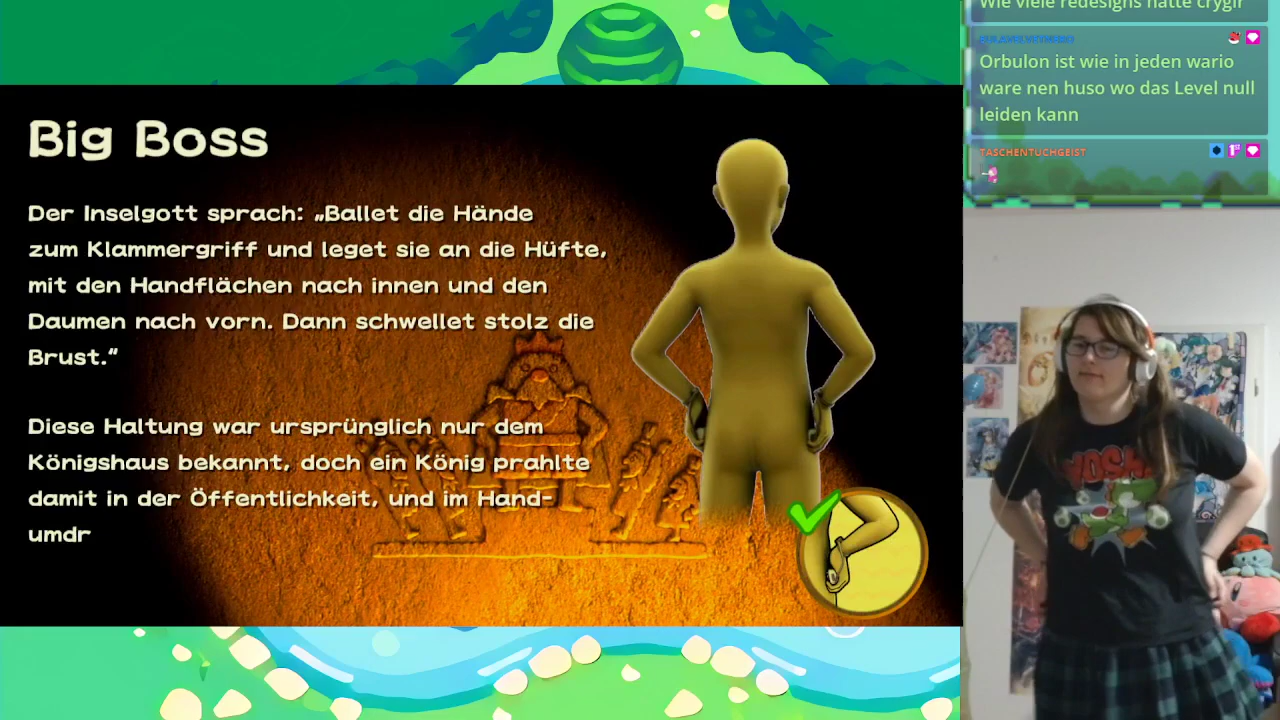 Big Boss
Der Inselgott sprach: „Ballet die Hände
zum Klammergriff und leget sie an die Hüfte,
mit den Handflächen nach innen und den
Daumen nach vorn. Dann schwellet stolz die
Brust.“
Diese Haltung war ursprünglich nur dem
Königshaus bekannt, doch ein König prahlte
damit in der Öffentlichkeit, und im Hand-
umdr
Wie viele redesigns hatte crygir
Orbulon ist wie in jeden wario
ware nen huso wo das Level null
leiden kann
TASCHENTUCHGEIST